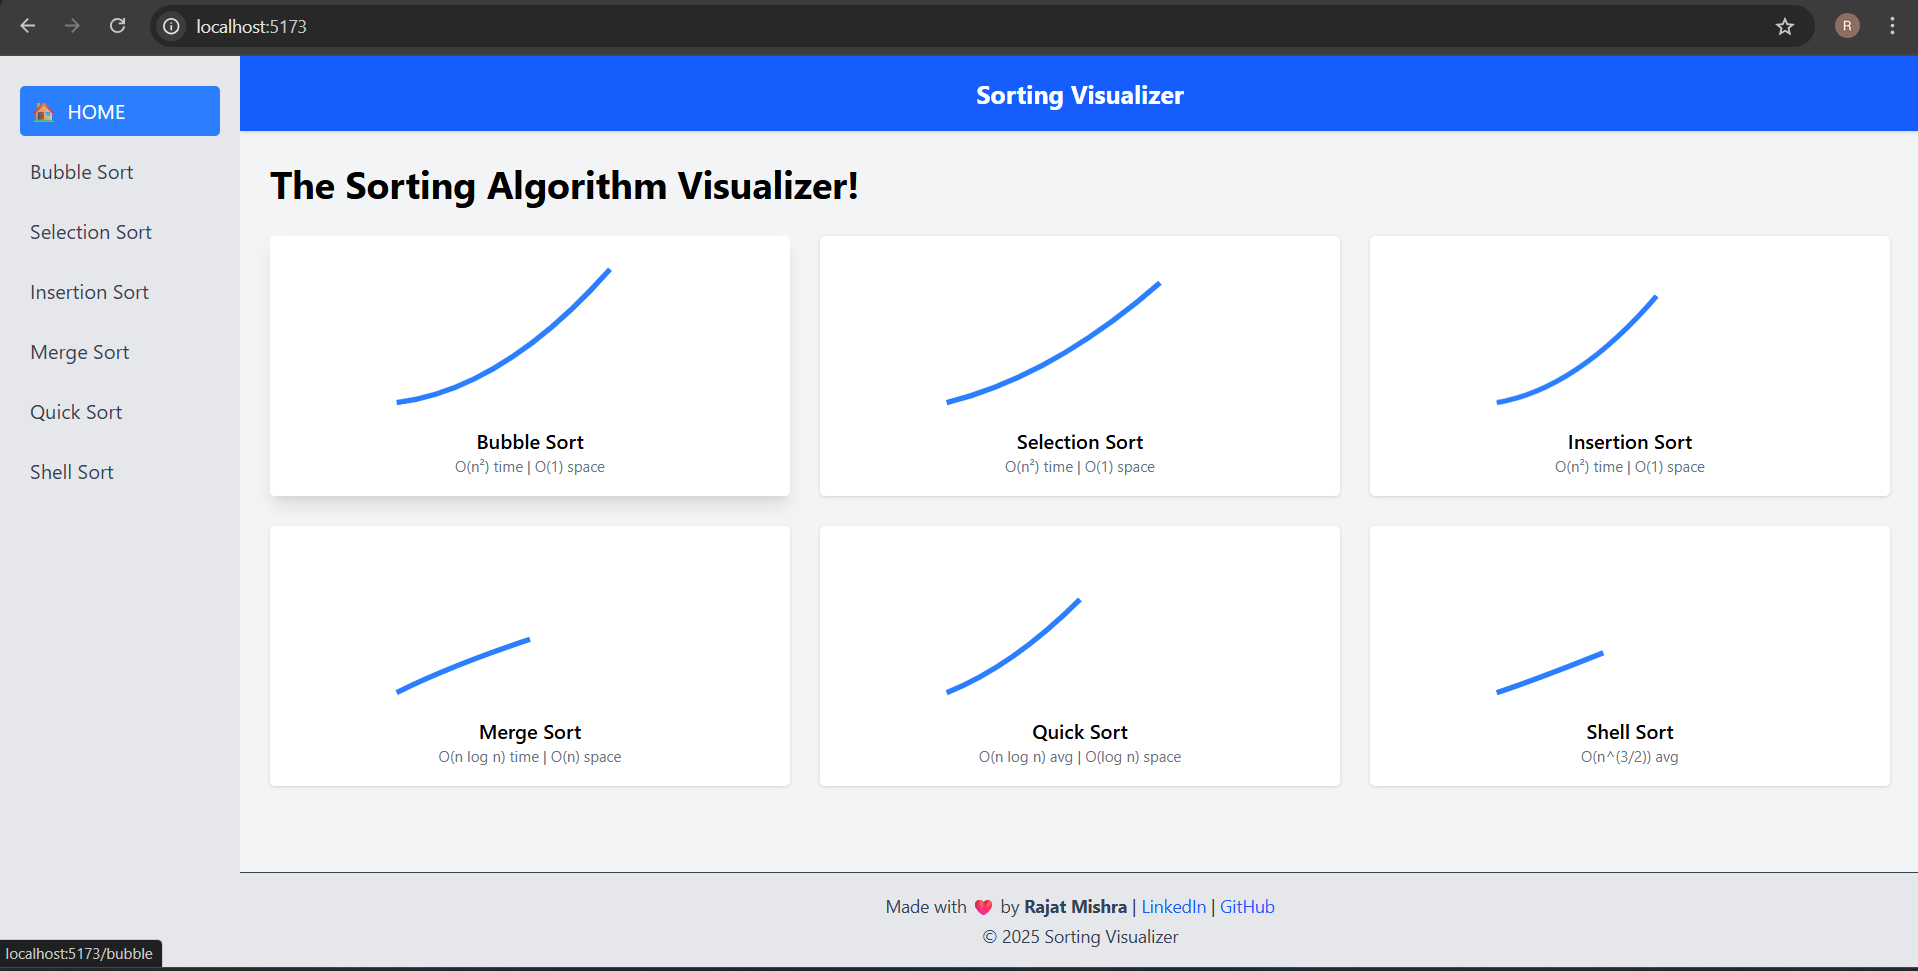 localhost:5173
R
🏠 HOME
Bubble Sort
Selection Sort
Insertion Sort
Merge Sort
Quick Sort
Shell Sort
Sorting Visualizer
The Sorting Algorithm Visualizer!
Bubble Sort
O(n²) time | O(1) space
Selection Sort
O(n²) time | O(1) space
Insertion Sort
O(n²) time | O(1) space
Merge Sort
O(n log n) time | O(n) space
Quick Sort
O(n log n) avg | O(log n) space
Shell Sort
O(n^(3/2)) avg
Made with ❤️ by Rajat Mishra | LinkedIn | GitHub
© 2025 Sorting Visualizer
localhost:5173/bubble